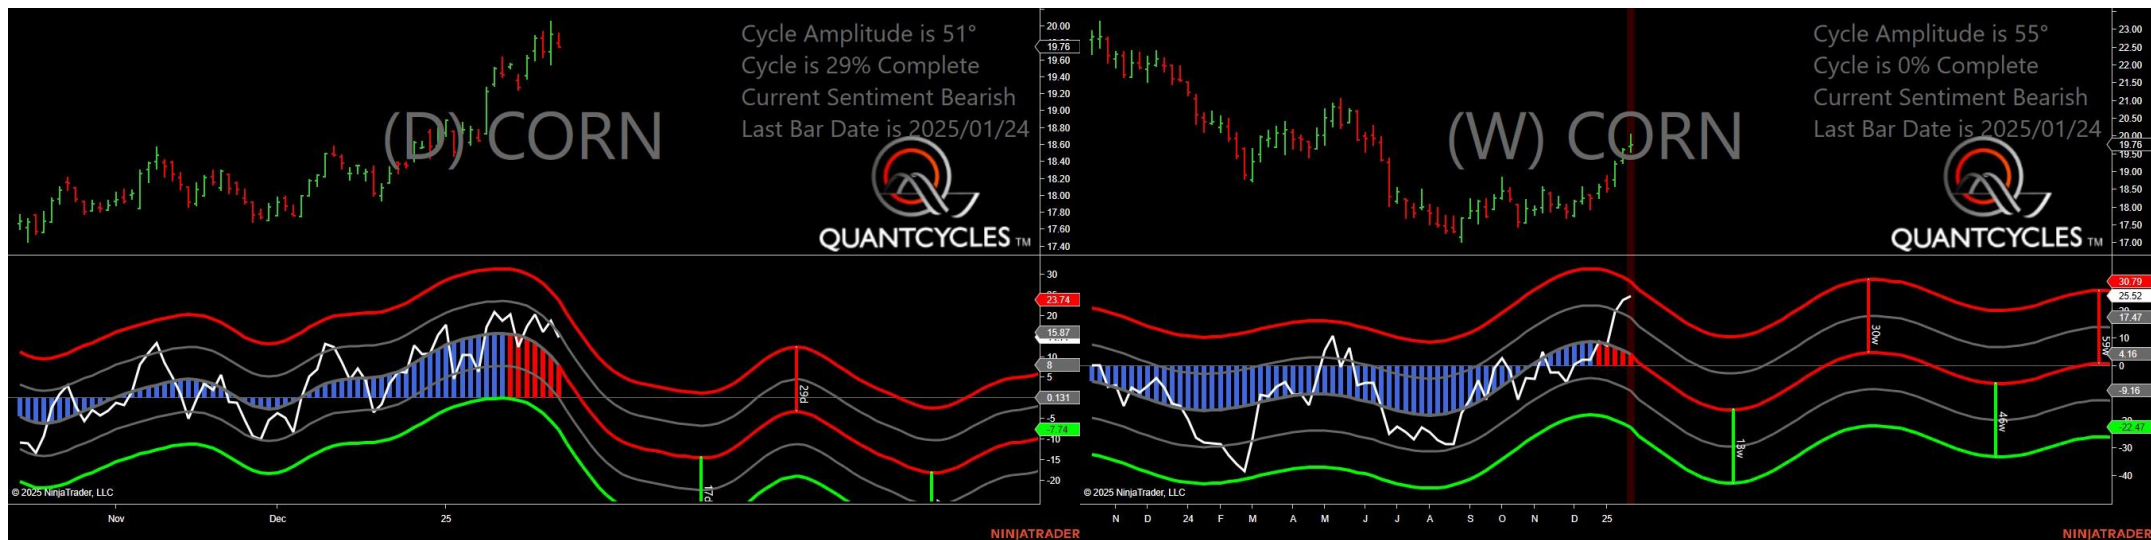 Cycle Amplitude is 51°
Cycle is 29% Complete
Current Sentiment Bearish
Last Bar Date is 2025/01/24
(D) CORN
QUANTCYCLES TM
20.00
19.76
19.60
19.40
19.20
19.00
18.80
18.60
18.40
18.20
18.00
17.80
17.60
17.40
30
23.74
20
15.87
10
8
5
0.131
-5
-7.74
-10
-15
-20
17d
29d
© 2025 NinjaTrader, LLC
Nov Dec 25
NINJATRADER
Cycle Amplitude is 55°
Cycle is 0% Complete
Current Sentiment Bearish
Last Bar Date is 2025/01/24
(W) CORN
QUANTCYCLES TM
23.00
22.50
22.00
21.50
21.00
20.50
20.00
19.76
19.50
19.00
18.50
18.00
17.50
17.00
30.79
25.52
17.47
10
4.16
0
-9.16
-22.47
-30
-40
13w
30w
46w
59w
© 2025 NinjaTrader, LLC
N D 24 F M A M J J A S O N D 25
NINJATRADER